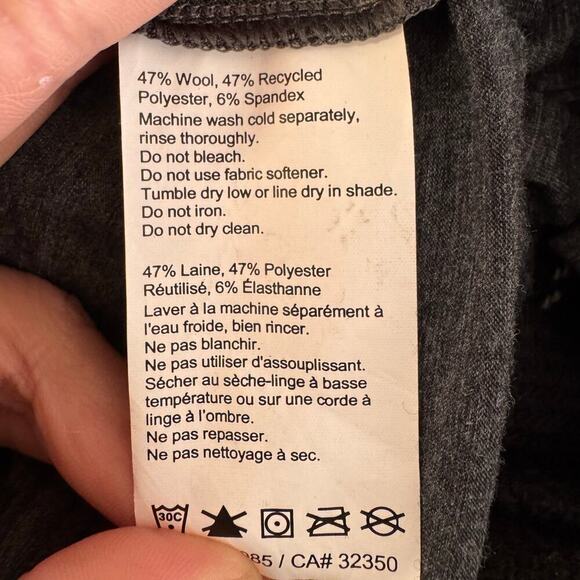 47% Wool, 47% Recycled
Polyester, 6% Spandex
Machine wash cold separately,
rinse thoroughly.
Do not bleach.
Do not use fabric softener.
Tumble dry low or line dry in shade.
Do not iron.
Do not dry clean.
47% Laine, 47% Polyester
Réutilisé, 6% Élasthanne
Laver à la machine séparément à
l'eau froide, bien rincer.
Ne pas blanchir.
Ne pas utiliser d'assouplissant.
Sécher au sèche-linge à basse
température ou sur une corde à
linge à l'ombre.
Ne pas repasser.
Ne pas nettoyage à sec.
30C
85 / CA# 32350